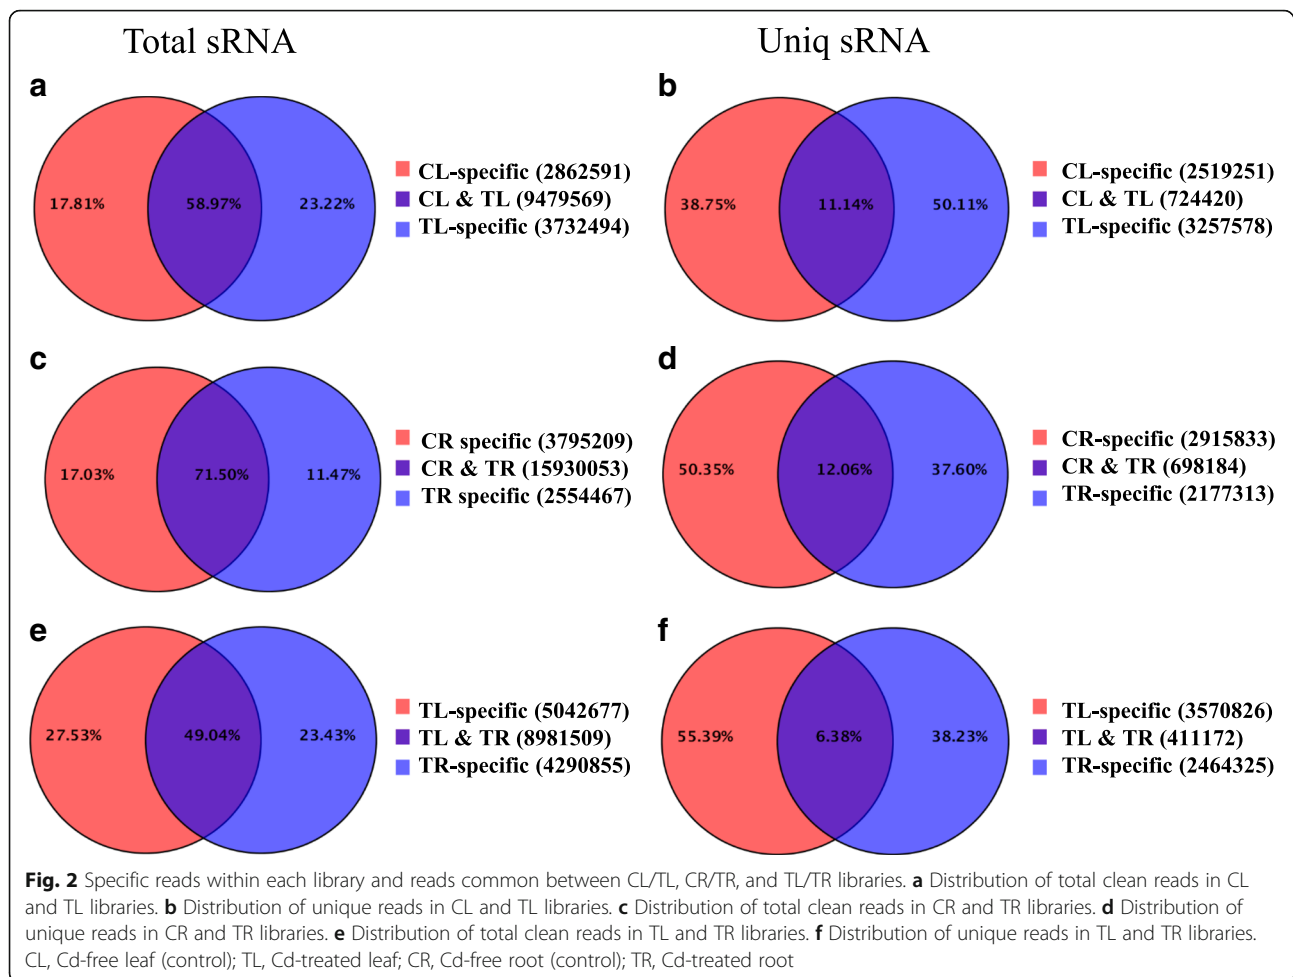 Total sRNA
Uniq sRNA
a
17.81%
58.97%
23.22%
CL-specific (2862591)
CL & TL (9479569)
TL-specific (3732494)
b
38.75%
11.14%
50.11%
CL-specific (2519251)
CL & TL (724420)
TL-specific (3257578)
c
17.03%
71.50%
11.47%
CR specific (3795209)
CR & TR (15930053)
TR specific (2554467)
d
50.35%
12.06%
37.60%
CR-specific (2915833)
CR & TR (698184)
TR-specific (2177313)
e
27.53%
49.04%
23.43%
TL-specific (5042677)
TL & TR (8981509)
TR-specific (4290855)
f
55.39%
6.38%
38.23%
TL-specific (3570826)
TL & TR (411172)
TR-specific (2464325)
Fig. 2 Specific reads within each library and reads common between CL/TL, CR/TR, and TL/TR libraries. a Distribution of total clean reads in CL
and TL libraries. b Distribution of unique reads in CL and TL libraries. c Distribution of total clean reads in CR and TR libraries. d Distribution of
unique reads in CR and TR libraries. e Distribution of total clean reads in TL and TR libraries. f Distribution of unique reads in TL and TR libraries.
CL, Cd-free leaf (control); TL, Cd-treated leaf; CR, Cd-free root (control); TR, Cd-treated root